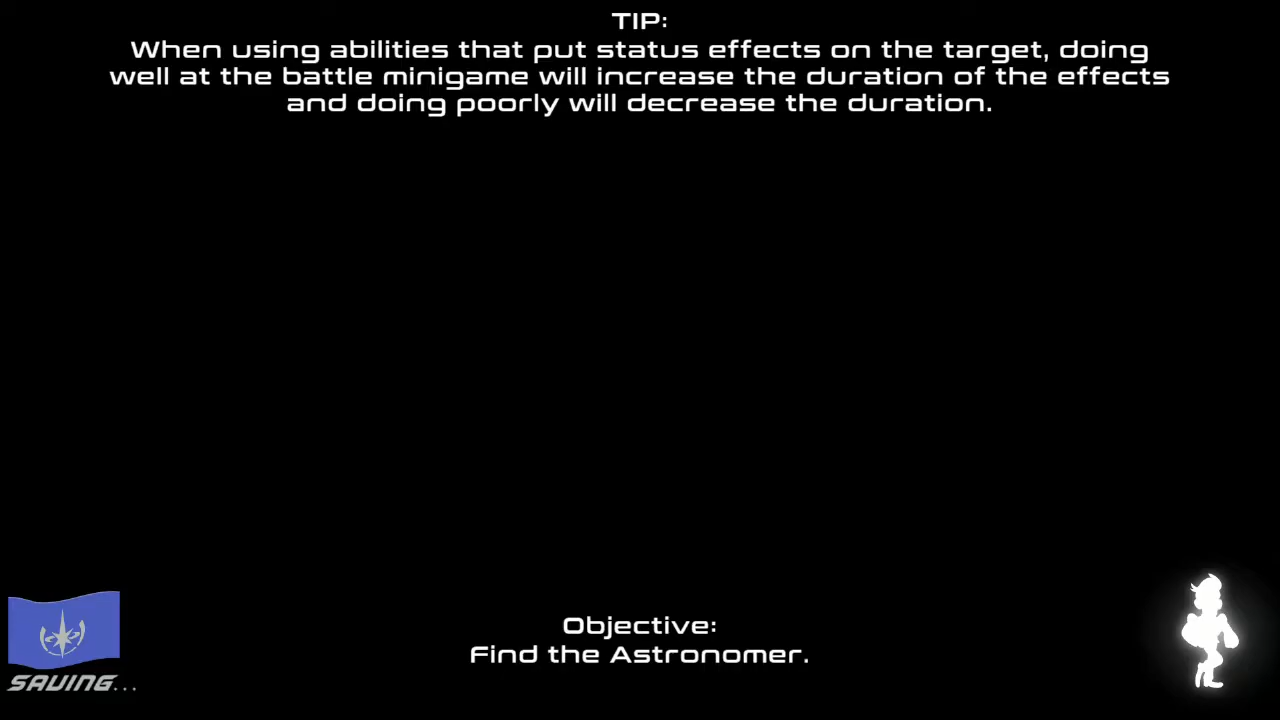 TIP:
When using abilities that put status effects on the target, doing
well at the battle minigame will increase the duration of the effects
and doing poorly will decrease the duration.
Objective:
Find the Astronomer.
SAVING...